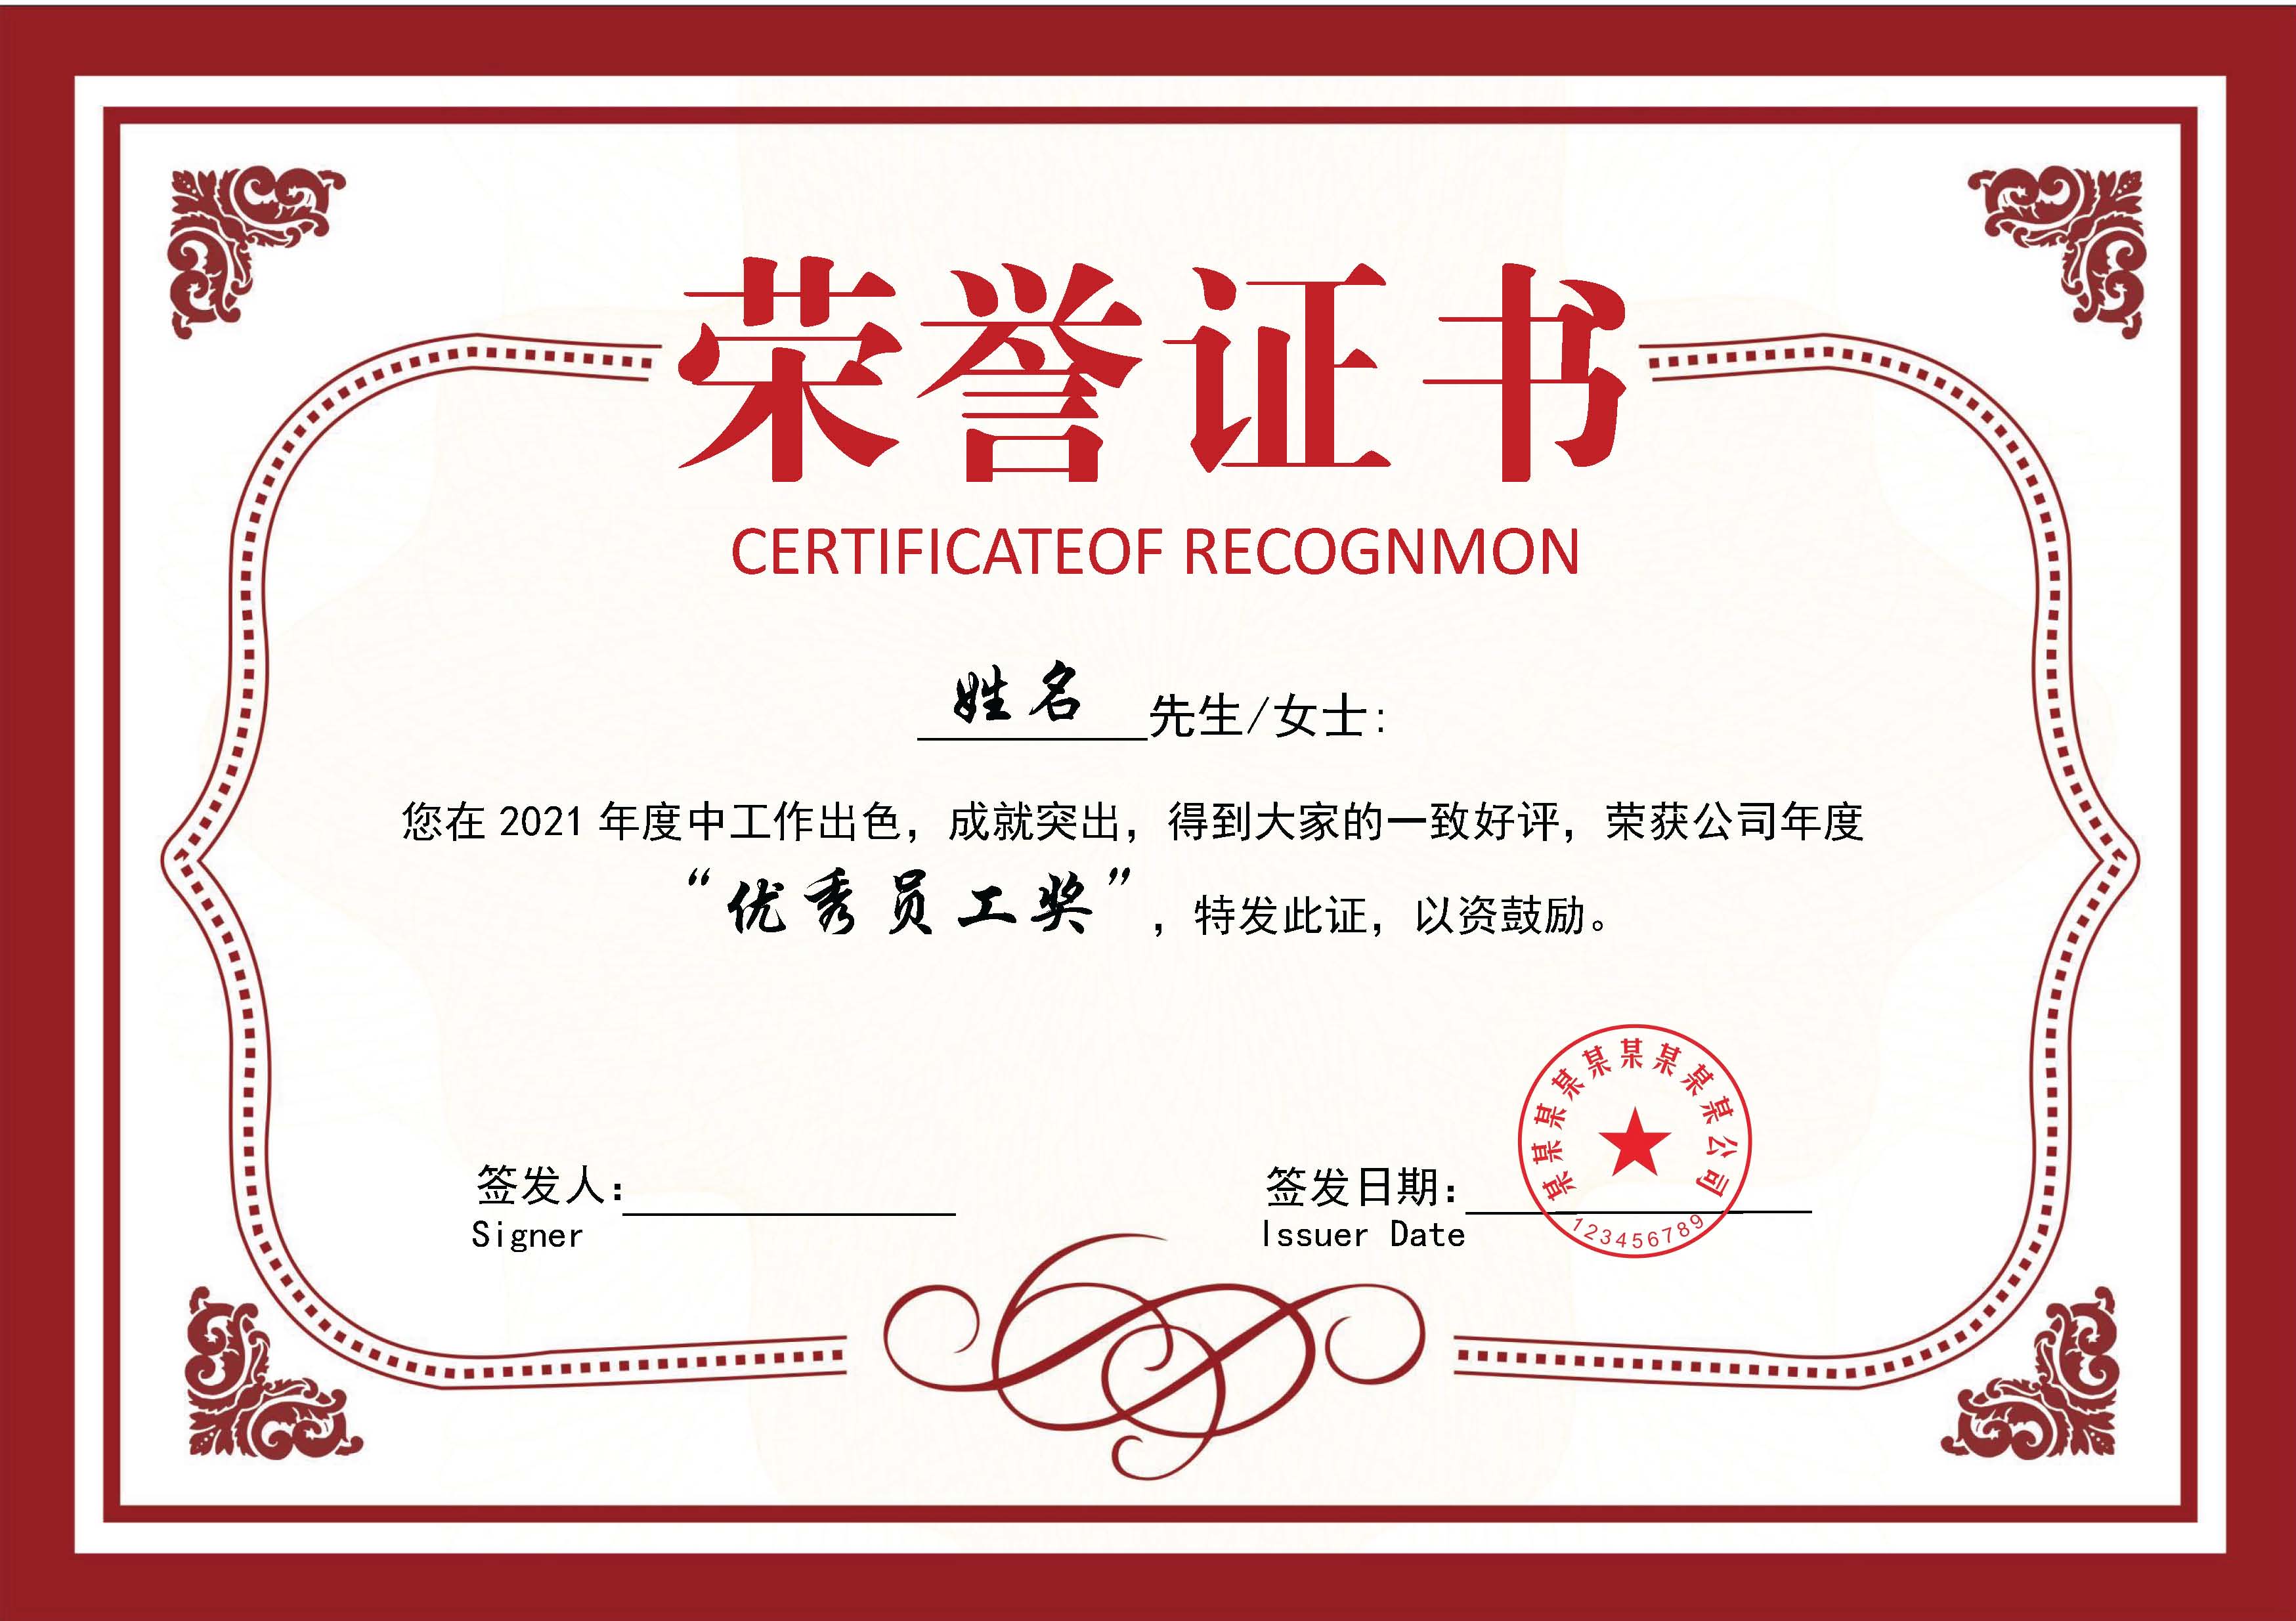 荣誉证书
CERTIFICATEOF RECOGNMON
姓名 先生/女士:
您在 2021 年度中工作出色，成就突出，得到大家的一致好评，荣获公司年度
“优秀员工奖”，特发此证，以资鼓励。
某某某某某某某某某公司
123456789
签发人：
Signer
签发日期：
Issuer Date